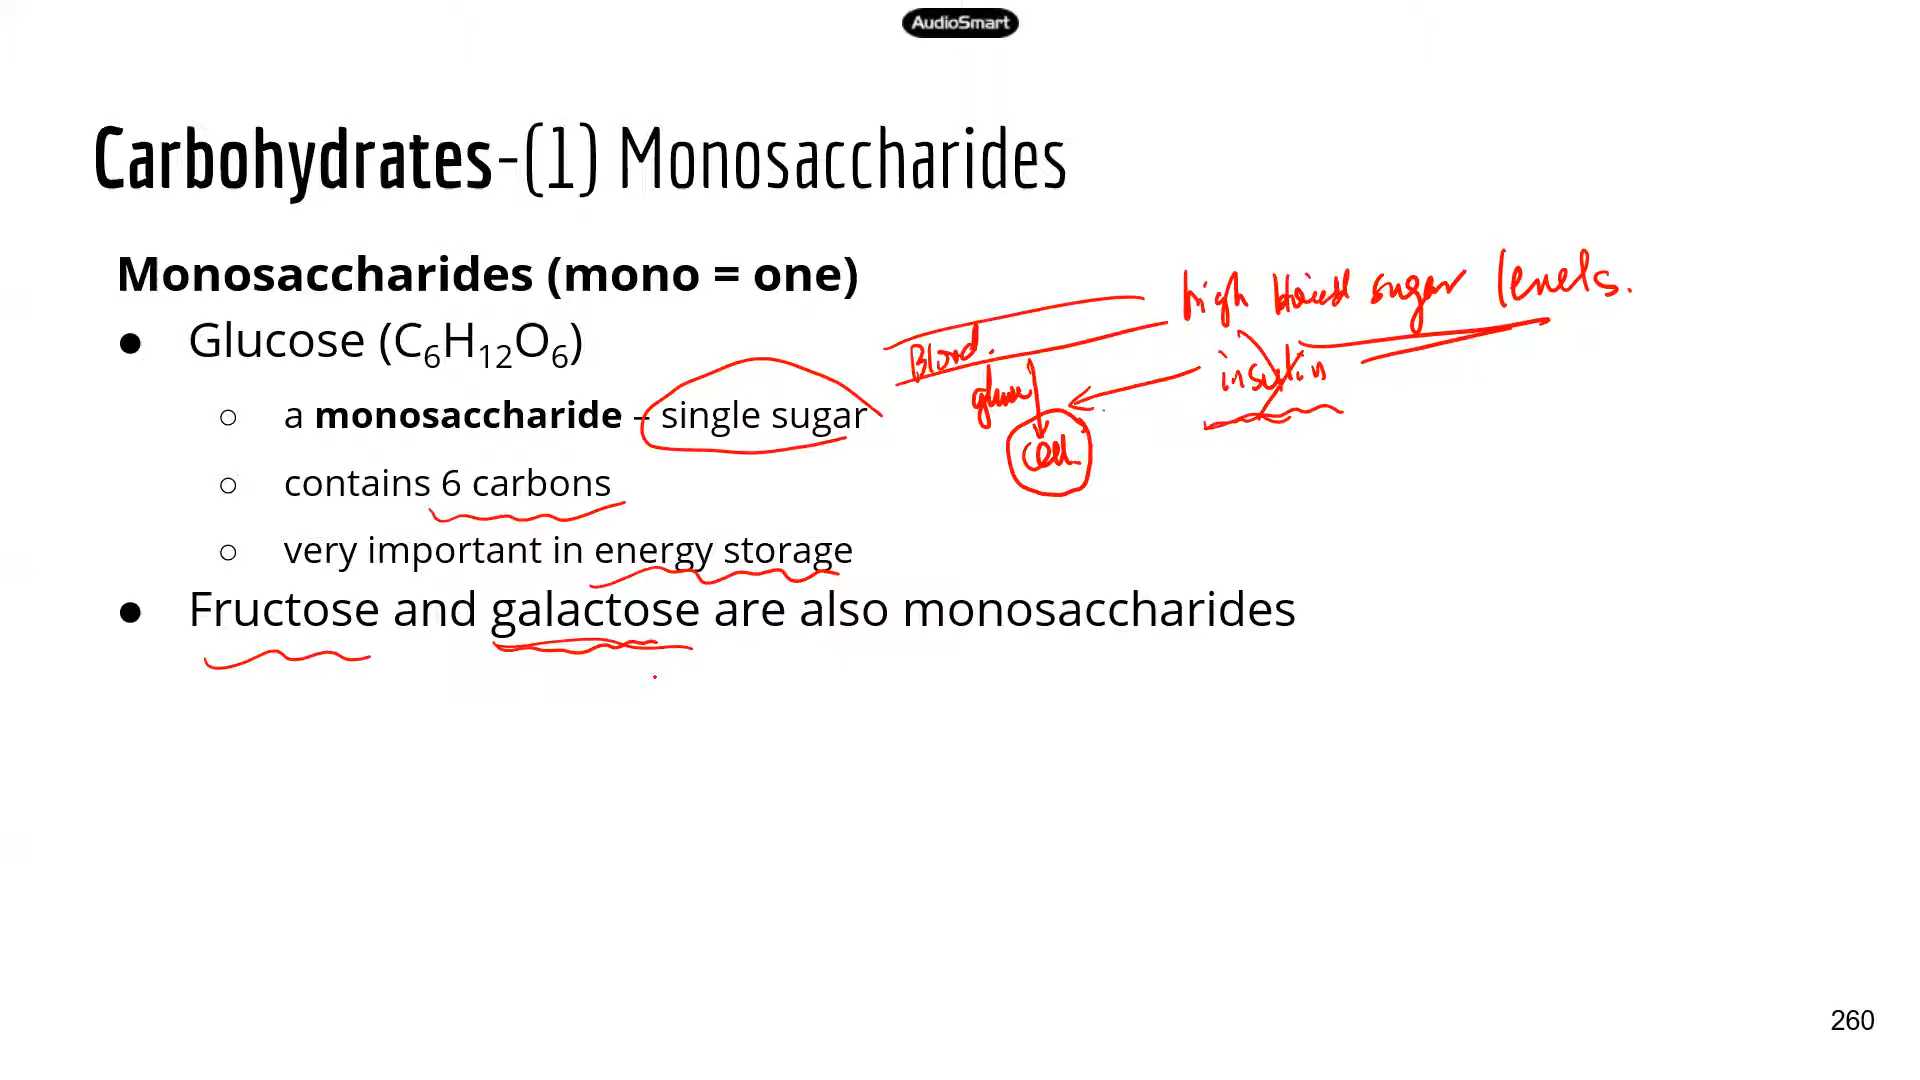 AudioSmart
Carbohydrates-(1) Monosaccharides
Monosaccharides (mono = one)
high blood sugar levels.
● Glucose (C₆H₁₂O₆)
Blood.
insulin
○ a monosaccharide – single sugar
cell
○ contains 6 carbons
○ very important in energy storage
● Fructose and galactose are also monosaccharides
260